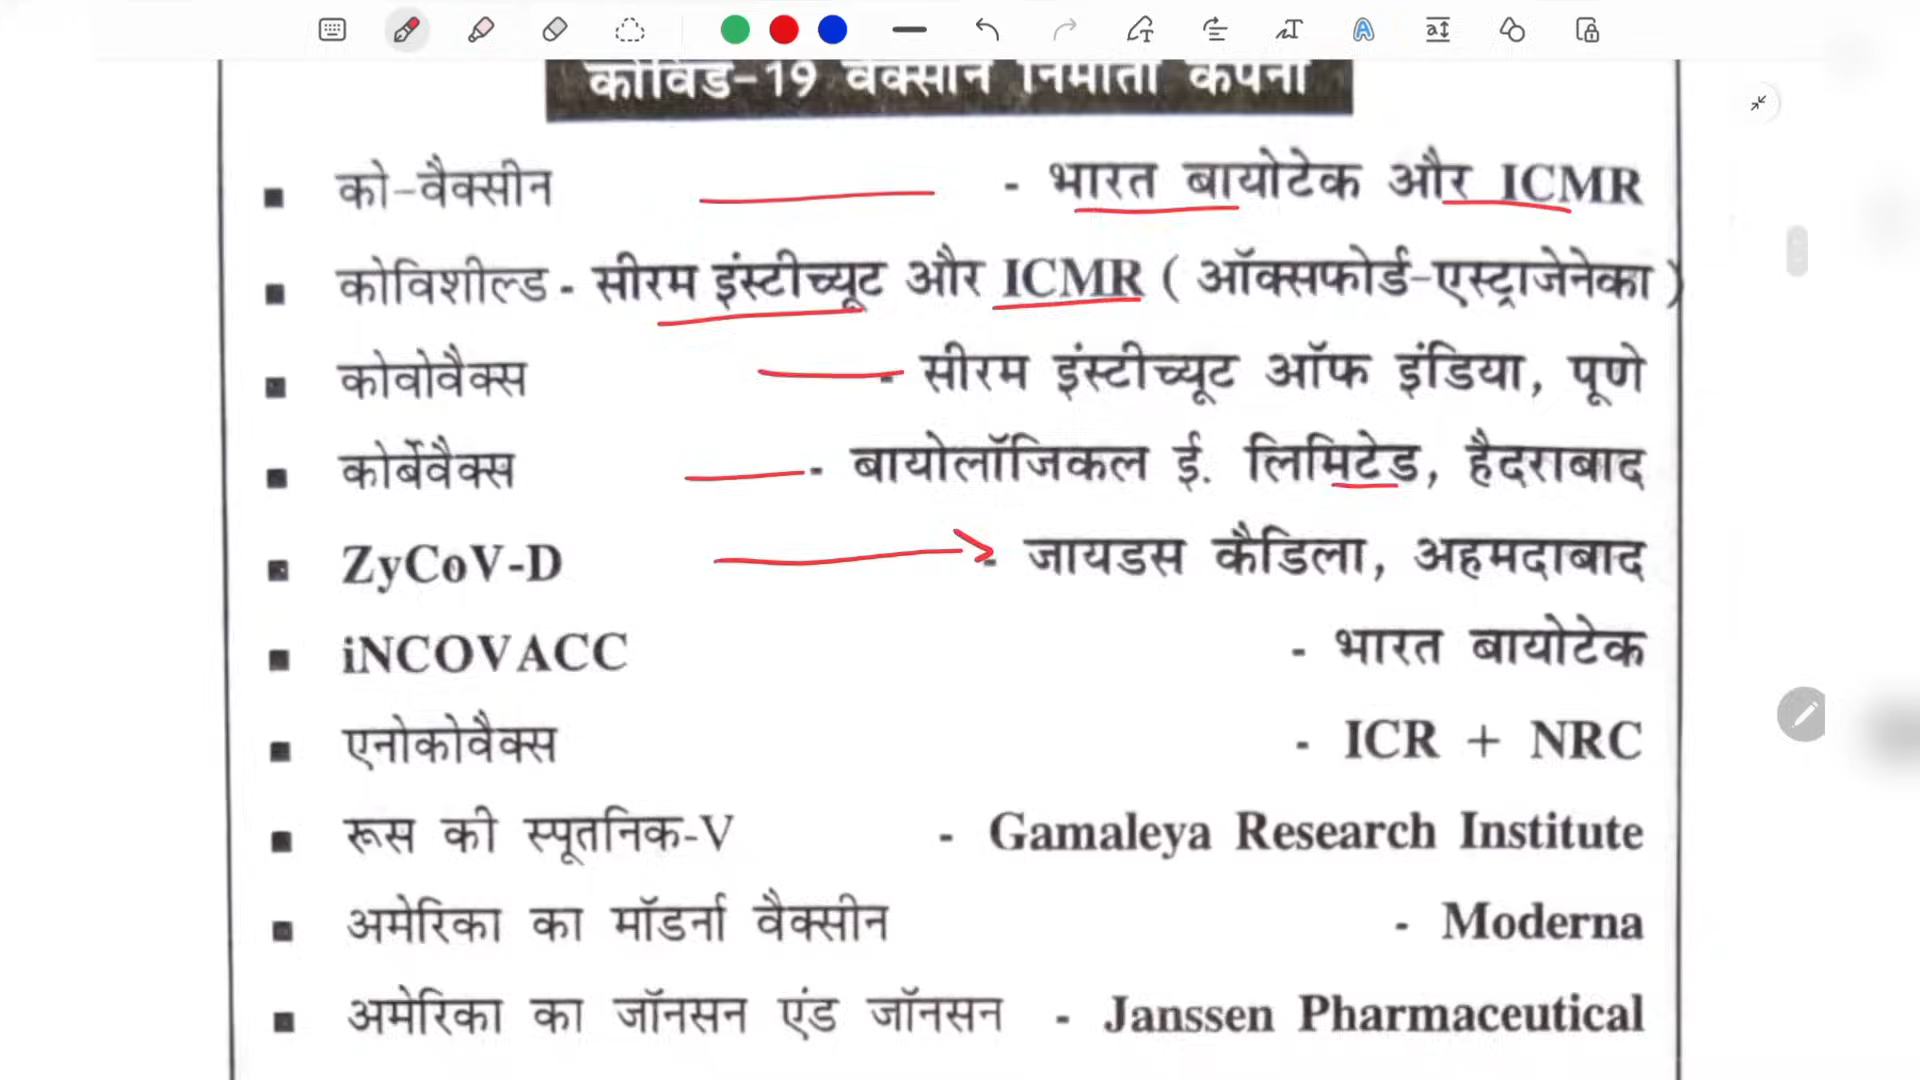 कोविड-19 वैक्सीन निर्माता कंपनी
■ को-वैक्सीन - भारत बायोटेक और ICMR
■ कोविशील्ड - सीरम इंस्टीच्यूट और ICMR ( ऑक्सफोर्ड-एस्ट्राजेनेका )
■ कोवोवैक्स - सीरम इंस्टीच्यूट ऑफ इंडिया, पूणे
■ कोर्बेवैक्स - बायोलॉजिकल ई. लिमिटेड, हैदराबाद
■ ZyCoV-D - जायडस कैडिला, अहमदाबाद
■ iNCOVACC - भारत बायोटेक
■ एनोकोवैक्स - ICR + NRC
■ रूस की स्पूतनिक-V - Gamaleya Research Institute
■ अमेरिका का मॉडर्ना वैक्सीन - Moderna
■ अमेरिका का जॉनसन एंड जॉनसन - Janssen Pharmaceutical